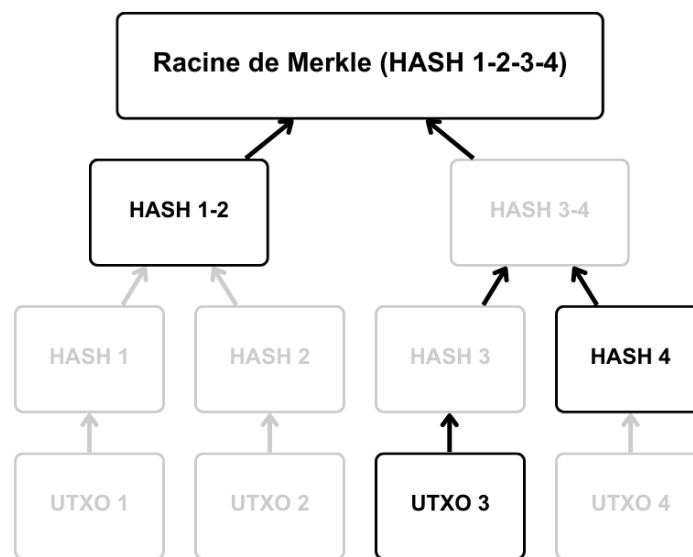 Racine de Merkle (HASH 1-2-3-4)
HASH 1-2
HASH 3-4
HASH 1
HASH 2
HASH 3
HASH 4
UTXO 1
UTXO 2
UTXO 3
UTXO 4